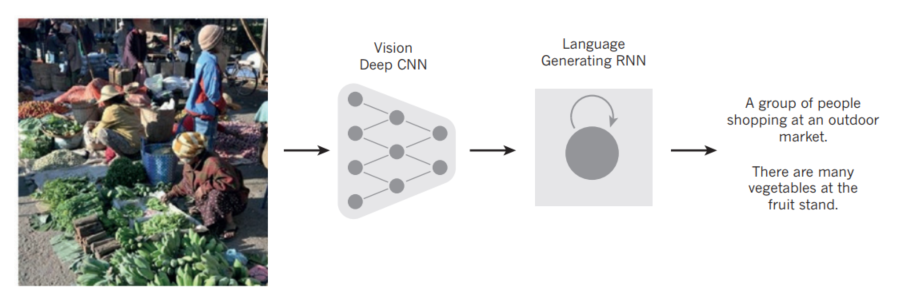 Vision
Deep CNN
Language
Generating RNN
A group of people
shopping at an outdoor
market.
There are many
vegetables at the
fruit stand.